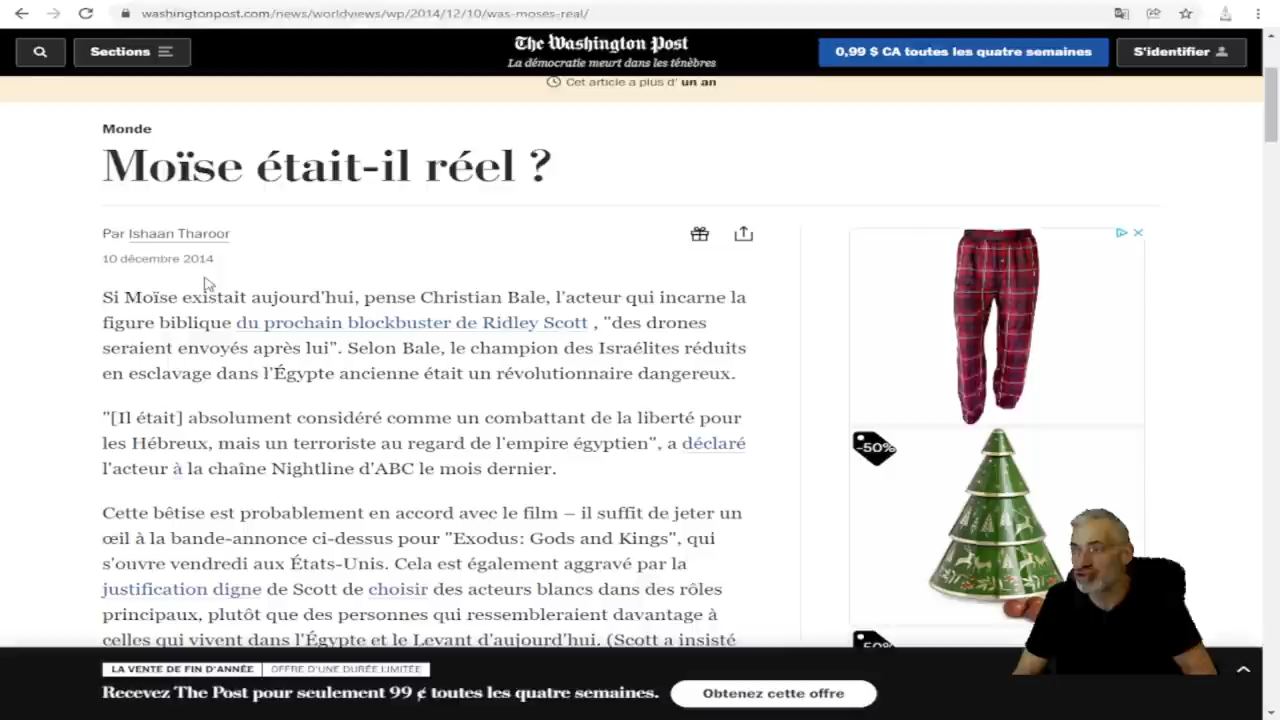 washingtonpost.com/news/worldviews/wp/2014/12/10/was-moses-real/
Sections
The Washington Post
La démocratie meurt dans les ténèbres
0,99 $ CA toutes les quatre semaines
S'identifier
Cet article a plus d' un an
Monde
Moïse était-il réel ?
Par Ishaan Tharoor
10 décembre 2014
Si Moïse existait aujourd'hui, pense Christian Bale, l'acteur qui incarne la
figure biblique du prochain blockbuster de Ridley Scott , "des drones
seraient envoyés après lui". Selon Bale, le champion des Israélites réduits
en esclavage dans l'Égypte ancienne était un révolutionnaire dangereux.
"[Il était] absolument considéré comme un combattant de la liberté pour
les Hébreux, mais un terroriste au regard de l'empire égyptien", a déclaré
l'acteur à la chaîne Nightline d'ABC le mois dernier.
Cette bêtise est probablement en accord avec le film – il suffit de jeter un
œil à la bande-annonce ci-dessus pour "Exodus: Gods and Kings", qui
s'ouvre vendredi aux États-Unis. Cela est également aggravé par la
justification digne de Scott de choisir des acteurs blancs dans des rôles
principaux, plutôt que des personnes qui ressembleraient davantage à
celles qui vivent dans l'Égypte et le Levant d'aujourd'hui. (Scott a insisté
-50%
-50%
LA VENTE DE FIN D'ANNÉE
OFFRE D'UNE DURÉE LIMITÉE
Recevez The Post pour seulement 99 ¢ toutes les quatre semaines.
Obtenez cette offre